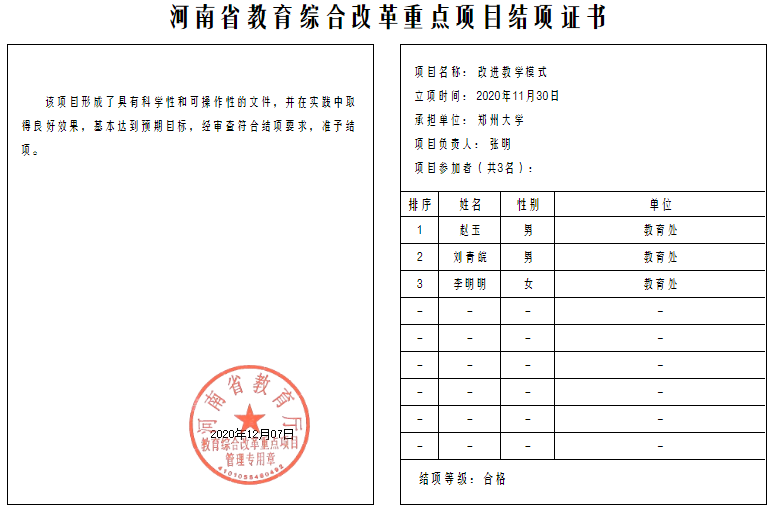 河南省教育综合改革重点项目结项证书
该项目形成了具有科学性和可操作性的文件，并在实践中取
得良好效果，基本达到预期目标，经审查符合结项要求，准予结
项。
河南省教育厅
2020年12月07日
教育综合改革重点项目
管理专用章
4101055480492
项目名称：改进教学模式
立项时间：2020年11月30日
承担单位：郑州大学
项目负责人：张明
项目参加者（共3名）：
排序 姓名 性别 单位
1 赵玉 男 教育处
2 刘青皖 男 教育处
3 李明明 女 教育处
- - - -
- - - -
- - - -
- - - -
- - - -
- - - -
结项等级：合格